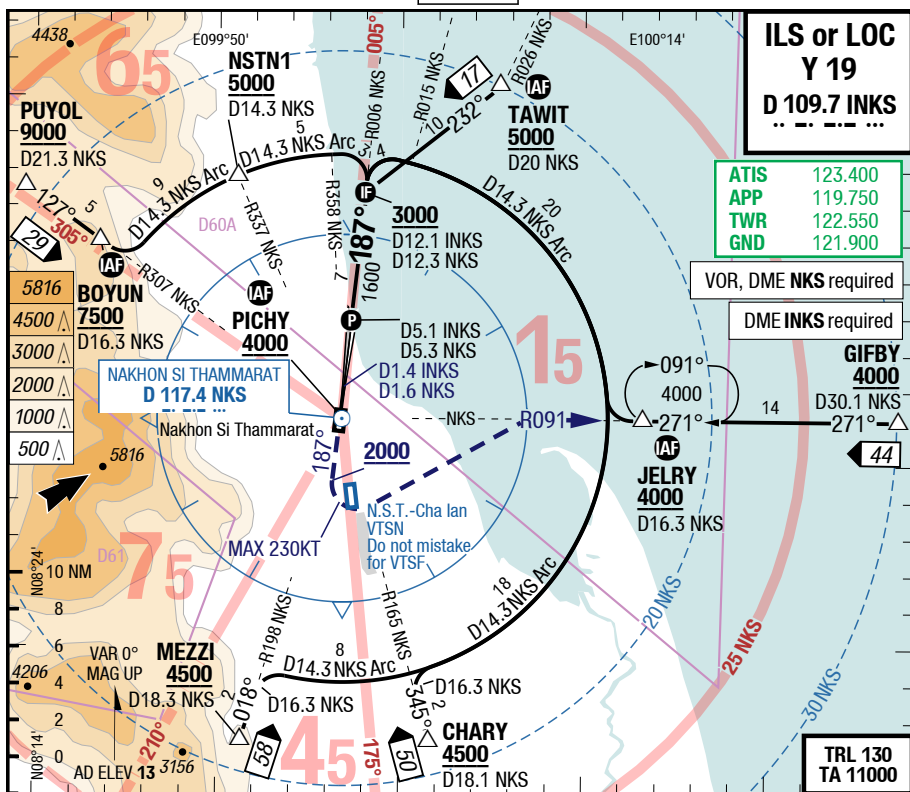 4438
65
E099°50'
NSTN1
5000
D14.3 NKS
005°
R006 NKS
R015 NKS
17
R026 NKS
E100°14'
ILS or LOC
Y 19
D 109.7 INKS
PUYOL
9000
D21.3 NKS
IAF
TAWIT
5000
D20 NKS
10
232°
5
D14.3 NKS Arc
3
4
9
D14.3 NKS Arc
20
D14.3 NKS Arc
ATIS 123.400
APP 119.750
TWR 122.550
GND 121.900
127°
5
305°
29
D60A
R337 NKS
R358 NKS
IF
3000
D12.1 INKS
D12.3 NKS
187°
7
1600
IAF
BOYUN
7500
D16.3 NKS
R307 NKS
IAF
PICHY
4000
VOR, DME NKS required
DME INKS required
5816
4500
3000
2000
1000
500
P
D5.1 INKS
D5.3 NKS
D1.4 INKS
D1.6 NKS
15
GIFBY
4000
D30.1 NKS
NAKHON SI THAMMARAT
D 117.4 NKS
Nakhon Si Thammarat
NKS
R091
091°
4000
271°
14
271°
44
IAF
JELRY
4000
D16.3 NKS
5816
187°
2000
MAX 230KT
N.S.T.-Cha Ian
VTSN
Do not mistake
for VTSF
D61
75
N08°24'
10 NM
8
6
4
2
0
N08°14'
18
D14.3 NKS Arc
20 NKS
25 NKS
30 NKS
R198 NKS
R165 NKS
8
D14.3 NKS Arc
4206
VAR 0°
MAG UP
MEZZI
4500
D18.3 NKS
2
018°
D16.3 NKS
D16.3 NKS
345°
2
CHARY
4500
D18.1 NKS
58
50
45
175°
210°
3156
AD ELEV 13
TRL 130
TA 11000